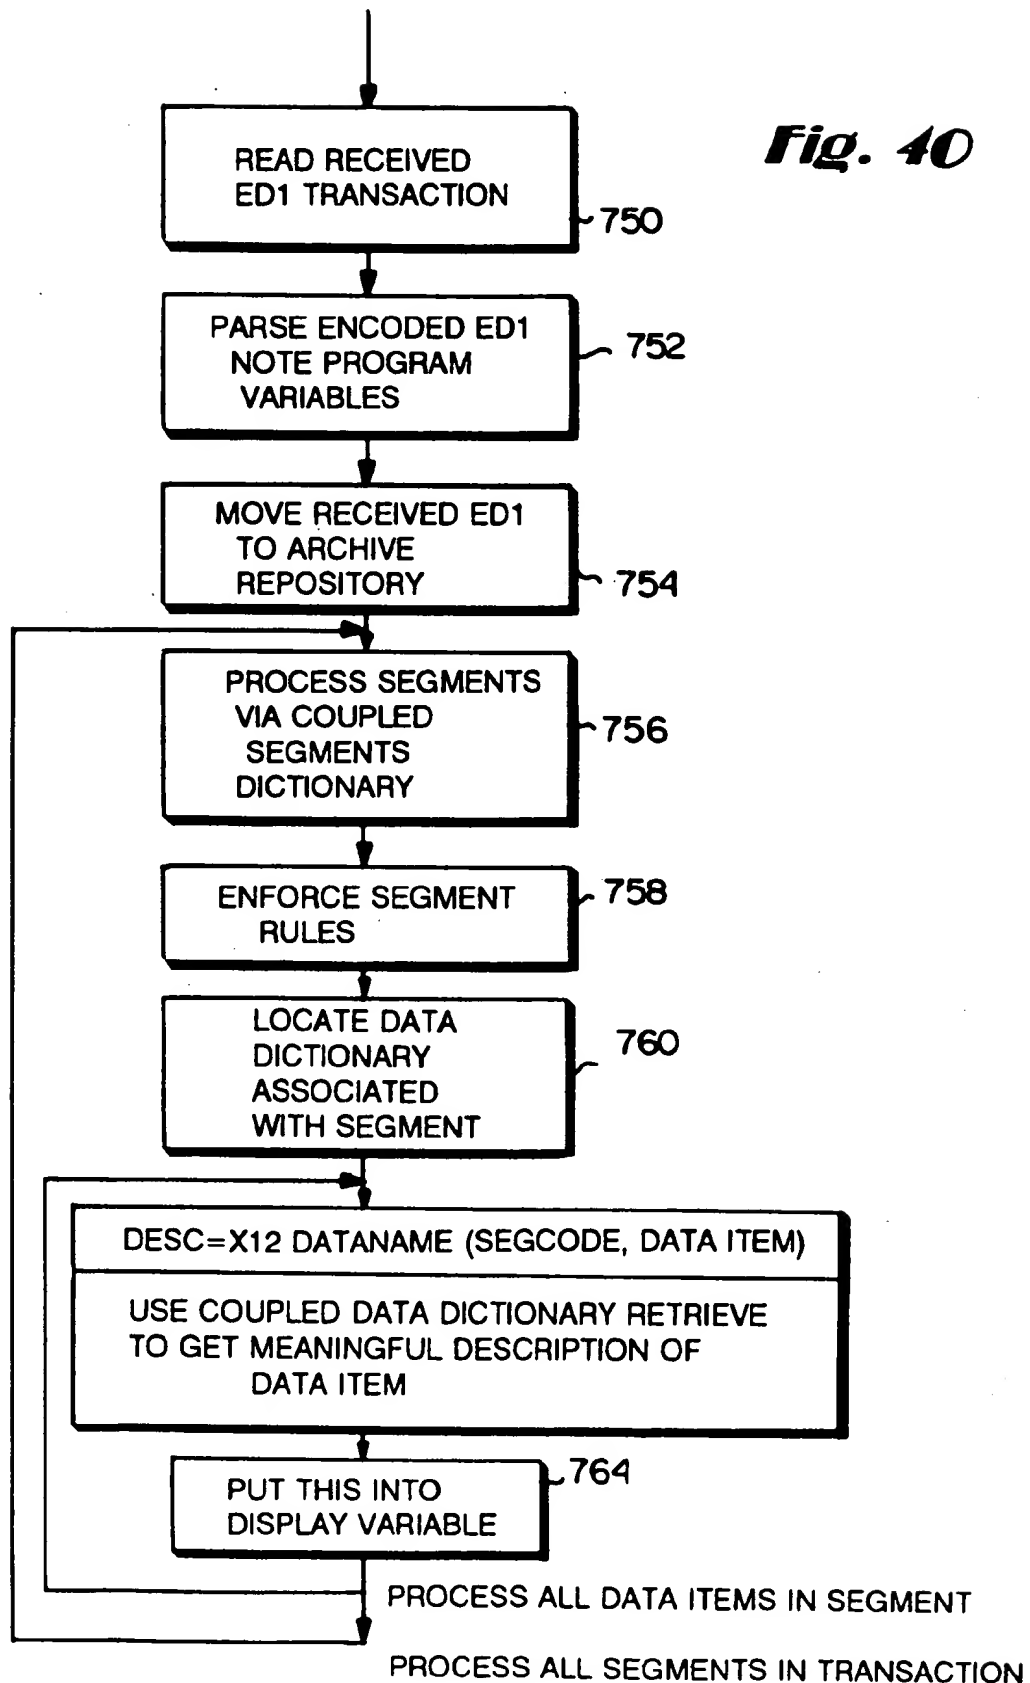 Fig. 40
READ RECEIVED
ED1 TRANSACTION
750
PARSE ENCODED ED1
NOTE PROGRAM
VARIABLES
752
MOVE RECEIVED ED1
TO ARCHIVE
REPOSITORY
754
PROCESS SEGMENTS
VIA COUPLED
SEGMENTS
DICTIONARY
756
ENFORCE SEGMENT
RULES
758
LOCATE DATA
DICTIONARY
ASSOCIATED
WITH SEGMENT
760
DESC=X12 DATANAME (SEGCODE, DATA ITEM)
USE COUPLED DATA DICTIONARY RETRIEVE
TO GET MEANINGFUL DESCRIPTION OF
DATA ITEM
PUT THIS INTO
DISPLAY VARIABLE
764
PROCESS ALL DATA ITEMS IN SEGMENT
PROCESS ALL SEGMENTS IN TRANSACTION